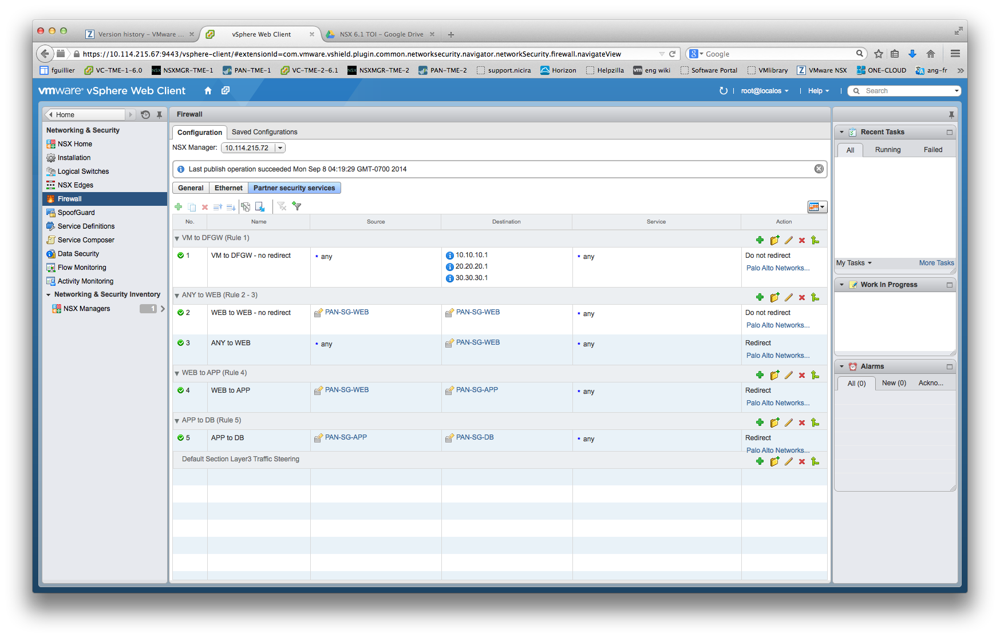 Version history – VMware ...
vSphere Web Client
NSX 6.1 TOI – Google Drive
https://10.114.215.67:9443/vsphere-client/#extensionId=com.vmware.vshield.plugin.common.networksecurity.navigator.networkSecurity.firewall.navigateView
Google
fguillier
VC-TME-1-6.0
NSX
NSXMGR-TME-1
PAN-TME-1
VC-TME-2-6.1
NSX
NSXMGR-TME-2
PAN-TME-2
support.nicira
Horizon
Helpzilla
vm
eng wiki
Software Portal
VMlibrary
VMware NSX
ONE-CLOUD
ang-fr
vmware® vSphere Web Client
root@localos
Help
Search
Home
Networking & Security
NSX Home
Installation
Logical Switches
NSX Edges
Firewall
SpoofGuard
Service Definitions
Service Composer
Data Security
Flow Monitoring
Activity Monitoring
Networking & Security Inventory
NSX Managers 1
Firewall
Configuration Saved Configurations
NSX Manager: 10.114.215.72
Last publish operation succeeded Mon Sep 8 04:19:29 GMT-0700 2014
General Ethernet Partner security services
No. Name Source Destination Service Action
VM to DFGW (Rule 1)
1 VM to DFGW - no redirect * any 10.10.10.1 * any Do not redirect
20.20.20.1 Palo Alto Networks...
30.30.30.1
ANY to WEB (Rule 2 - 3)
2 WEB to WEB - no redirect PAN-SG-WEB PAN-SG-WEB * any Do not redirect
Palo Alto Networks...
3 ANY to WEB * any PAN-SG-WEB * any Redirect
Palo Alto Networks...
WEB to APP (Rule 4)
4 WEB to APP PAN-SG-WEB PAN-SG-APP * any Redirect
Palo Alto Networks...
APP to DB (Rule 5)
5 APP to DB PAN-SG-APP PAN-SG-DB * any Redirect
Palo Alto Networks...
Default Section Layer3 Traffic Steering
Recent Tasks
All Running Failed
My Tasks More Tasks
Work In Progress
Alarms
All (0) New (0) Ackno...